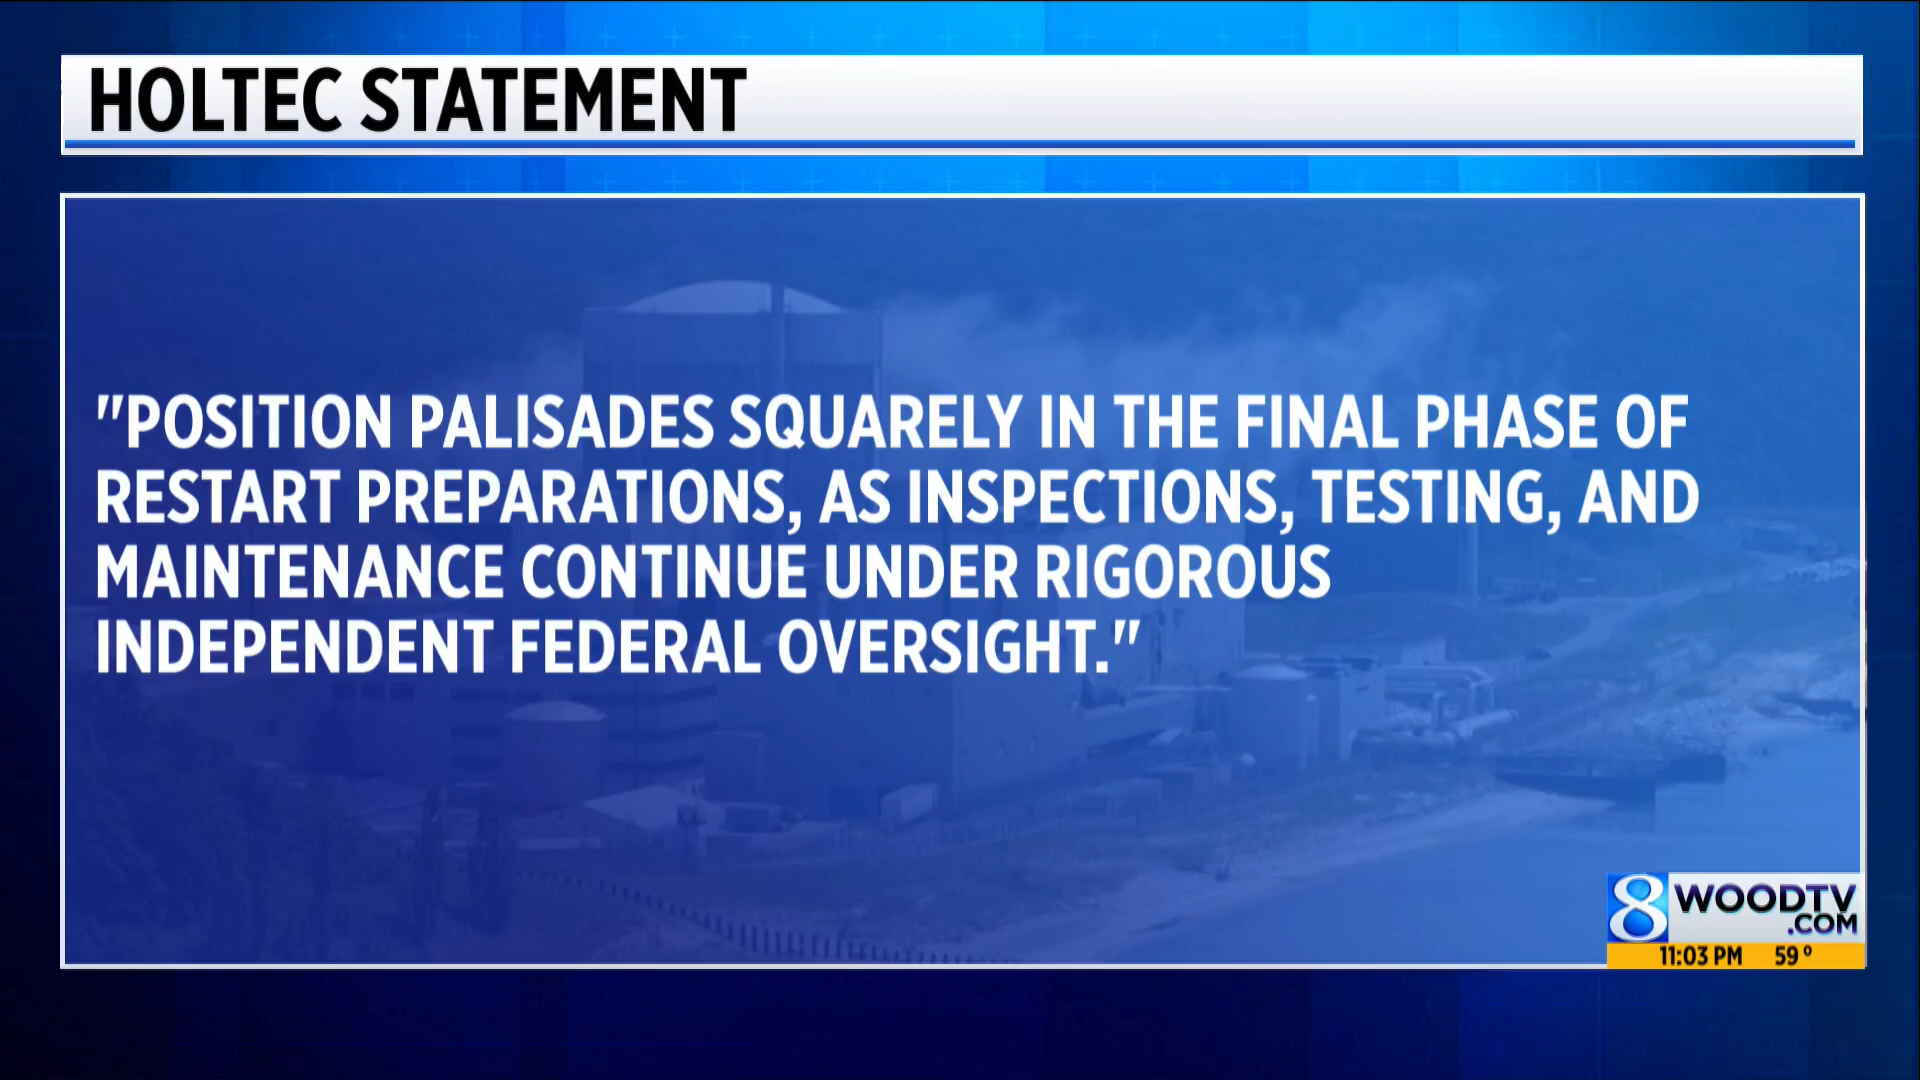 HOLTEC STATEMENT
"POSITION PALISADES SQUARELY IN THE FINAL PHASE OF
RESTART PREPARATIONS, AS INSPECTIONS, TESTING, AND
MAINTENANCE CONTINUE UNDER RIGOROUS
INDEPENDENT FEDERAL OVERSIGHT."
8 WOODTV
.COM
11:03 PM 59°